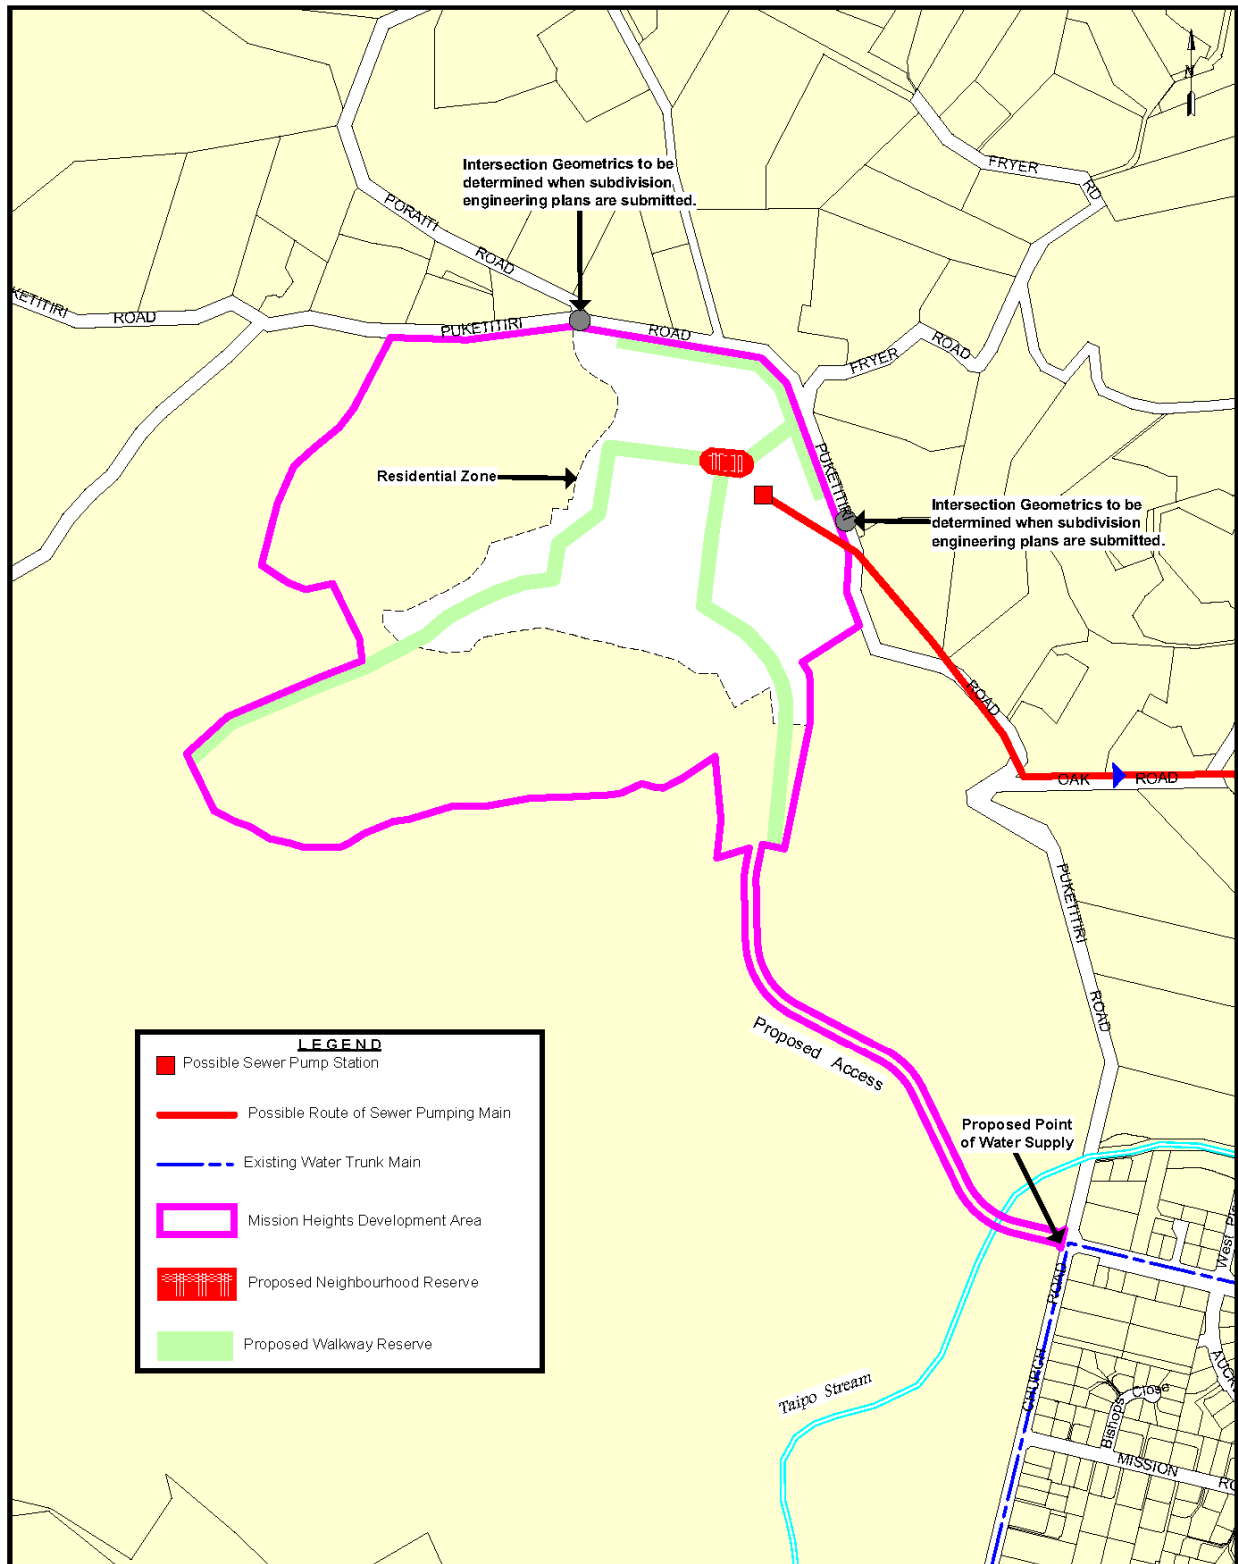 N
FRYER
RD
Intersection Geometrics to be
determined when subdivision
engineering plans are submitted.
PORAITI
ROAD
ROAD
PUKETITIRI
ROAD
FRYER
ROAD
PUKETITIRI
Residential Zone
Intersection Geometrics to be
determined when subdivision
engineering plans are submitted.
ROAD
OAK
ROAD
PUKETITIRI
ROAD
Proposed Access
LEGEND
Possible Sewer Pump Station
Possible Route of Sewer Pumping Main
Existing Water Trunk Main
Mission Heights Development Area
Proposed Neighbourhood Reserve
Proposed Walkway Reserve
Proposed Point
of Water Supply
West
ROAD
CHURCH
Taipo Stream
Bishops Close
MISSION